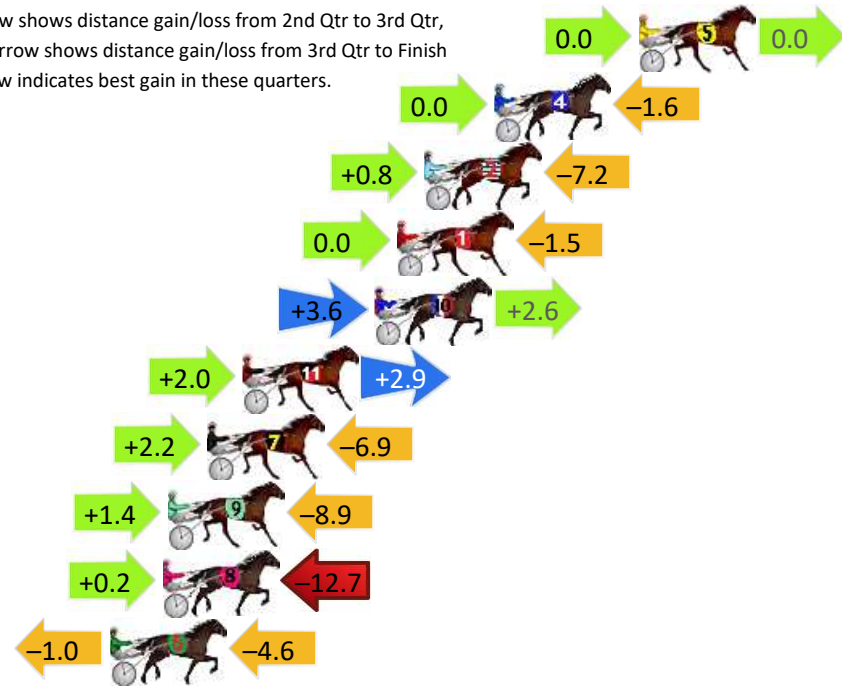 w shows distance gain/loss from 2nd Qtr to 3rd Qtr,
rrow shows distance gain/loss from 3rd Qtr to Finish
w indicates best gain in these quarters.
0.0 5 0.0
0.0 4 –1.6
+0.8 2 –7.2
0.0 1 –1.5
+3.6 10 +2.6
+2.0 11 +2.9
+2.2 7 –6.9
+1.4 9 –8.9
+0.2 8 –12.7
–1.0 6 –4.6